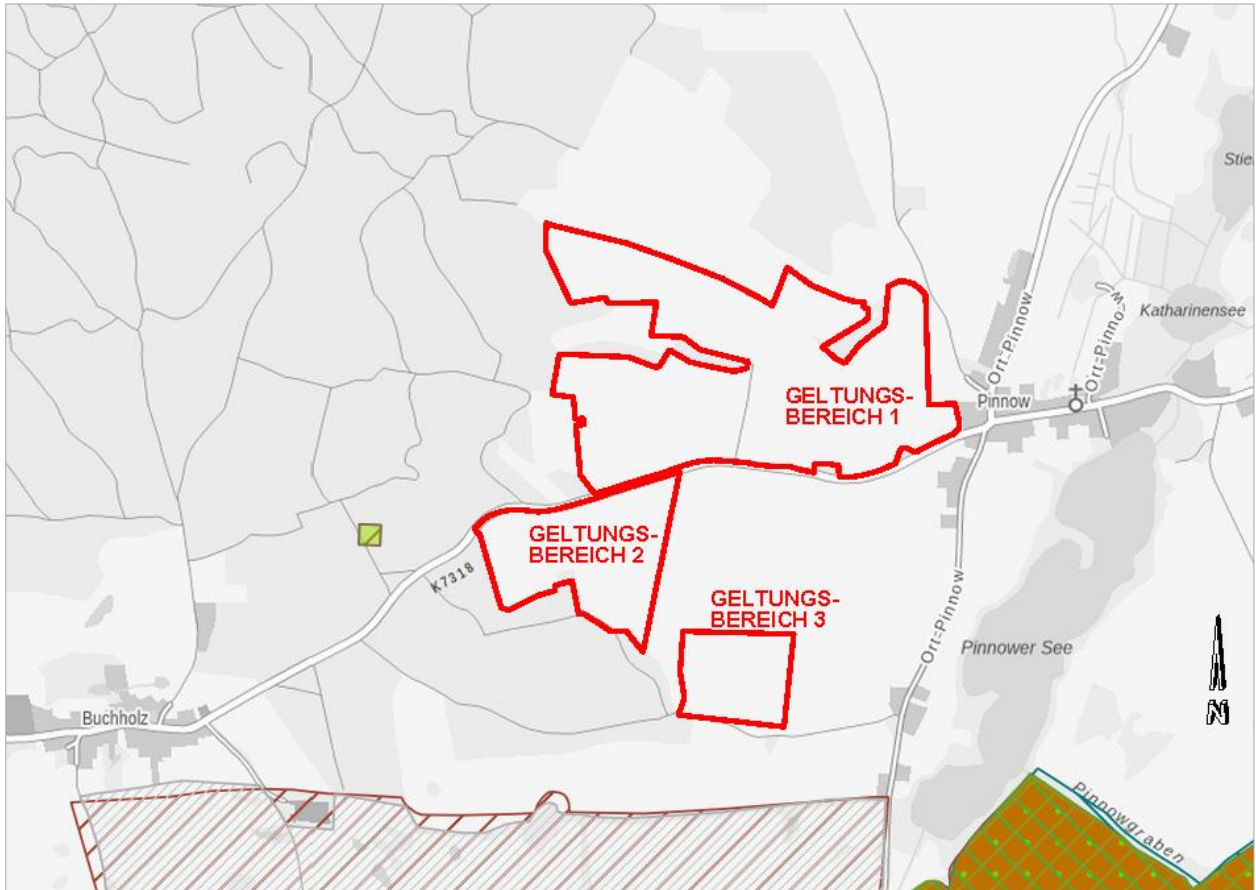 Stie
Katharinensee
Ort-Pinnow
Ort-Pinnow
Pinnow
GELTUNGS-
BEREICH 1
GELTUNGS-
BEREICH 2
K7318
GELTUNGS-
BEREICH 3
Ort-Pinnow
Pinnower See
N
Buchholz
Pinnowgraben